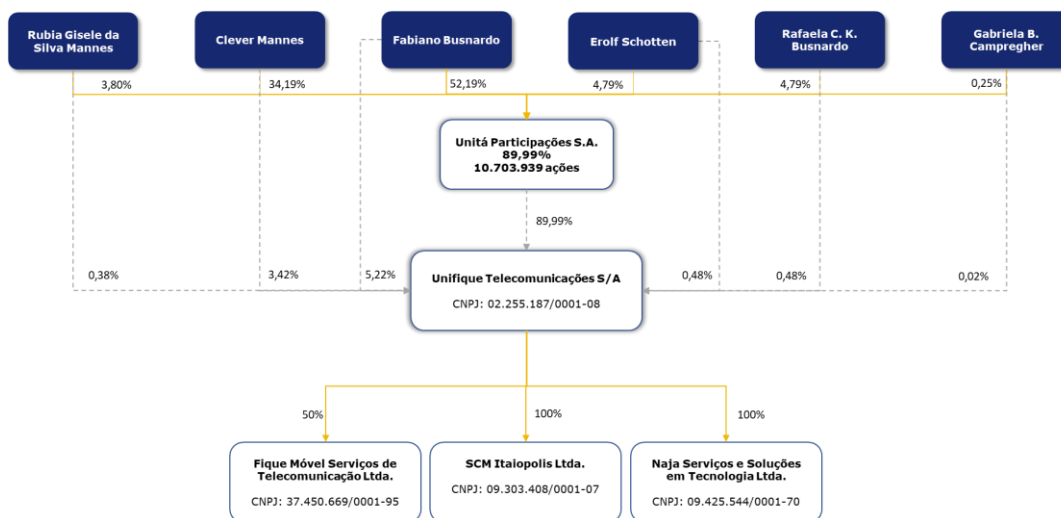 Rubia Gisele da
Silva Mannes
Clever Mannes
Fabiano Busnardo
Erolf Schotten
Rafaela C. K.
Busnardo
Gabriela B.
Campregher
3,80%
34,19%
52,19%
4,79%
4,79%
0,25%
Unitá Participações S.A.
89,99%
10.703.939 ações
89,99%
0,38%
3,42%
5,22%
0,48%
0,48%
0,02%
Unifique Telecomunicações S/A
CNPJ: 02.255.187/0001-08
50%
100%
100%
Fique Móvel Serviços de
Telecomunicação Ltda.
CNPJ: 37.450.669/0001-95
SCM Itaiopolis Ltda.
CNPJ: 09.303.408/0001-07
Naja Serviços e Soluções
em Tecnologia Ltda.
CNPJ: 09.425.544/0001-70